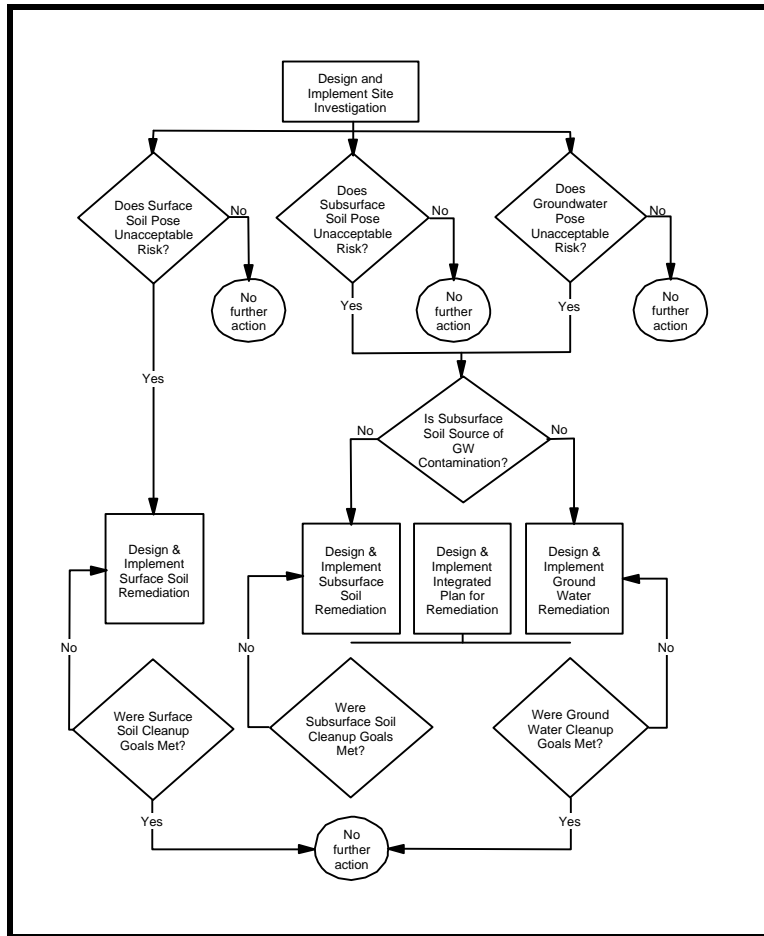 Design and
Implement Site
Investigation
Does Surface
Soil Pose
Unacceptable
Risk?
No
Does
Subsurface
Soil Pose
Unacceptable
Risk?
No
Does
Groundwater
Pose
Unacceptable
Risk?
No
No
further
action
No
further
action
No
further
action
Yes
Yes
Yes
Is Subsurface
Soil Source of
GW
Contamination?
No
No
Design &
Implement
Surface Soil
Remediation
Design &
Implement
Subsurface
Soil
Remediation
Design &
Implement
Integrated
Plan for
Remediation
Design &
Implement
Ground
Water
Remediation
No
No
No
Were Surface
Soil Cleanup
Goals Met?
Were
Subsurface Soil
Cleanup Goals
Met?
Were Ground
Water Cleanup
Goals Met?
Yes
Yes
No
further
action